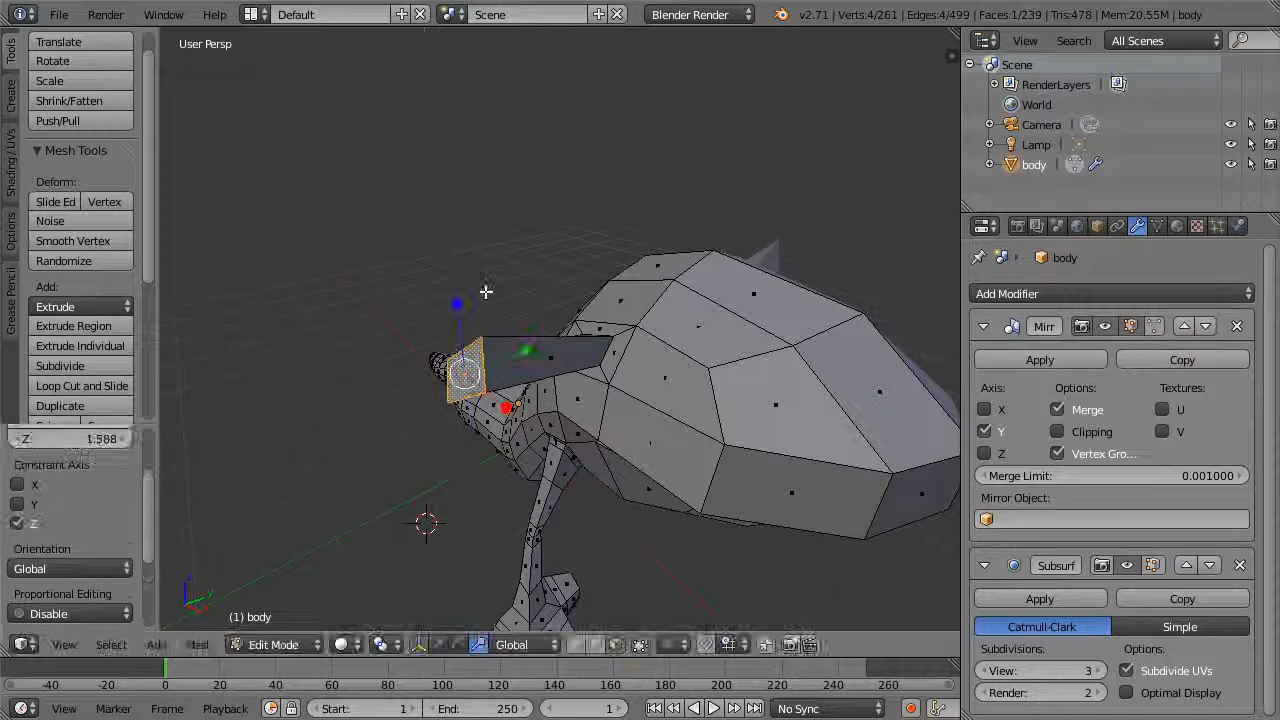 File Render Window Help Default Scene Blender Render v2.71 | Verts:4/261 | Edges:4/499 | Faces:1/239 | Tris:478 | Mem:20.55M | body
Tools
Create
Shading / UVs
Options
Grease Pencil
Translate
Rotate
Scale
Shrink/Fatten
Push/Pull
Mesh Tools
Deform:
Slide Ed Vertex
Noise
Smooth Vertex
Randomize
Add:
Extrude
Extrude Region
Extrude Individual
Subdivide
Loop Cut and Slide
Duplicate
Z: 1.588
Constraint Axis
X
Y
Z
Orientation
Global
Proportional Editing
Disable
User Persp
(1) body
View Select Edit Mode Global
View Search All Scenes
Scene
RenderLayers
World
Camera
Lamp
body
body
Add Modifier
Mirr
Apply Copy
Axis: Options: Textures:
X Merge U
Y Clipping V
Z Vertex Gro...
Merge Limit: 0.001000
Mirror Object:
Subsurf
Apply Copy
Catmull-Clark Simple
Subdivisions: Options:
View: 3 Subdivide UVs
Render: 2 Optimal Display
-40 -20 0 20 40 60 80 100 120 140 160 180 200 220 240 260
View Marker Frame Playback Start: 1 End: 250 1 No Sync